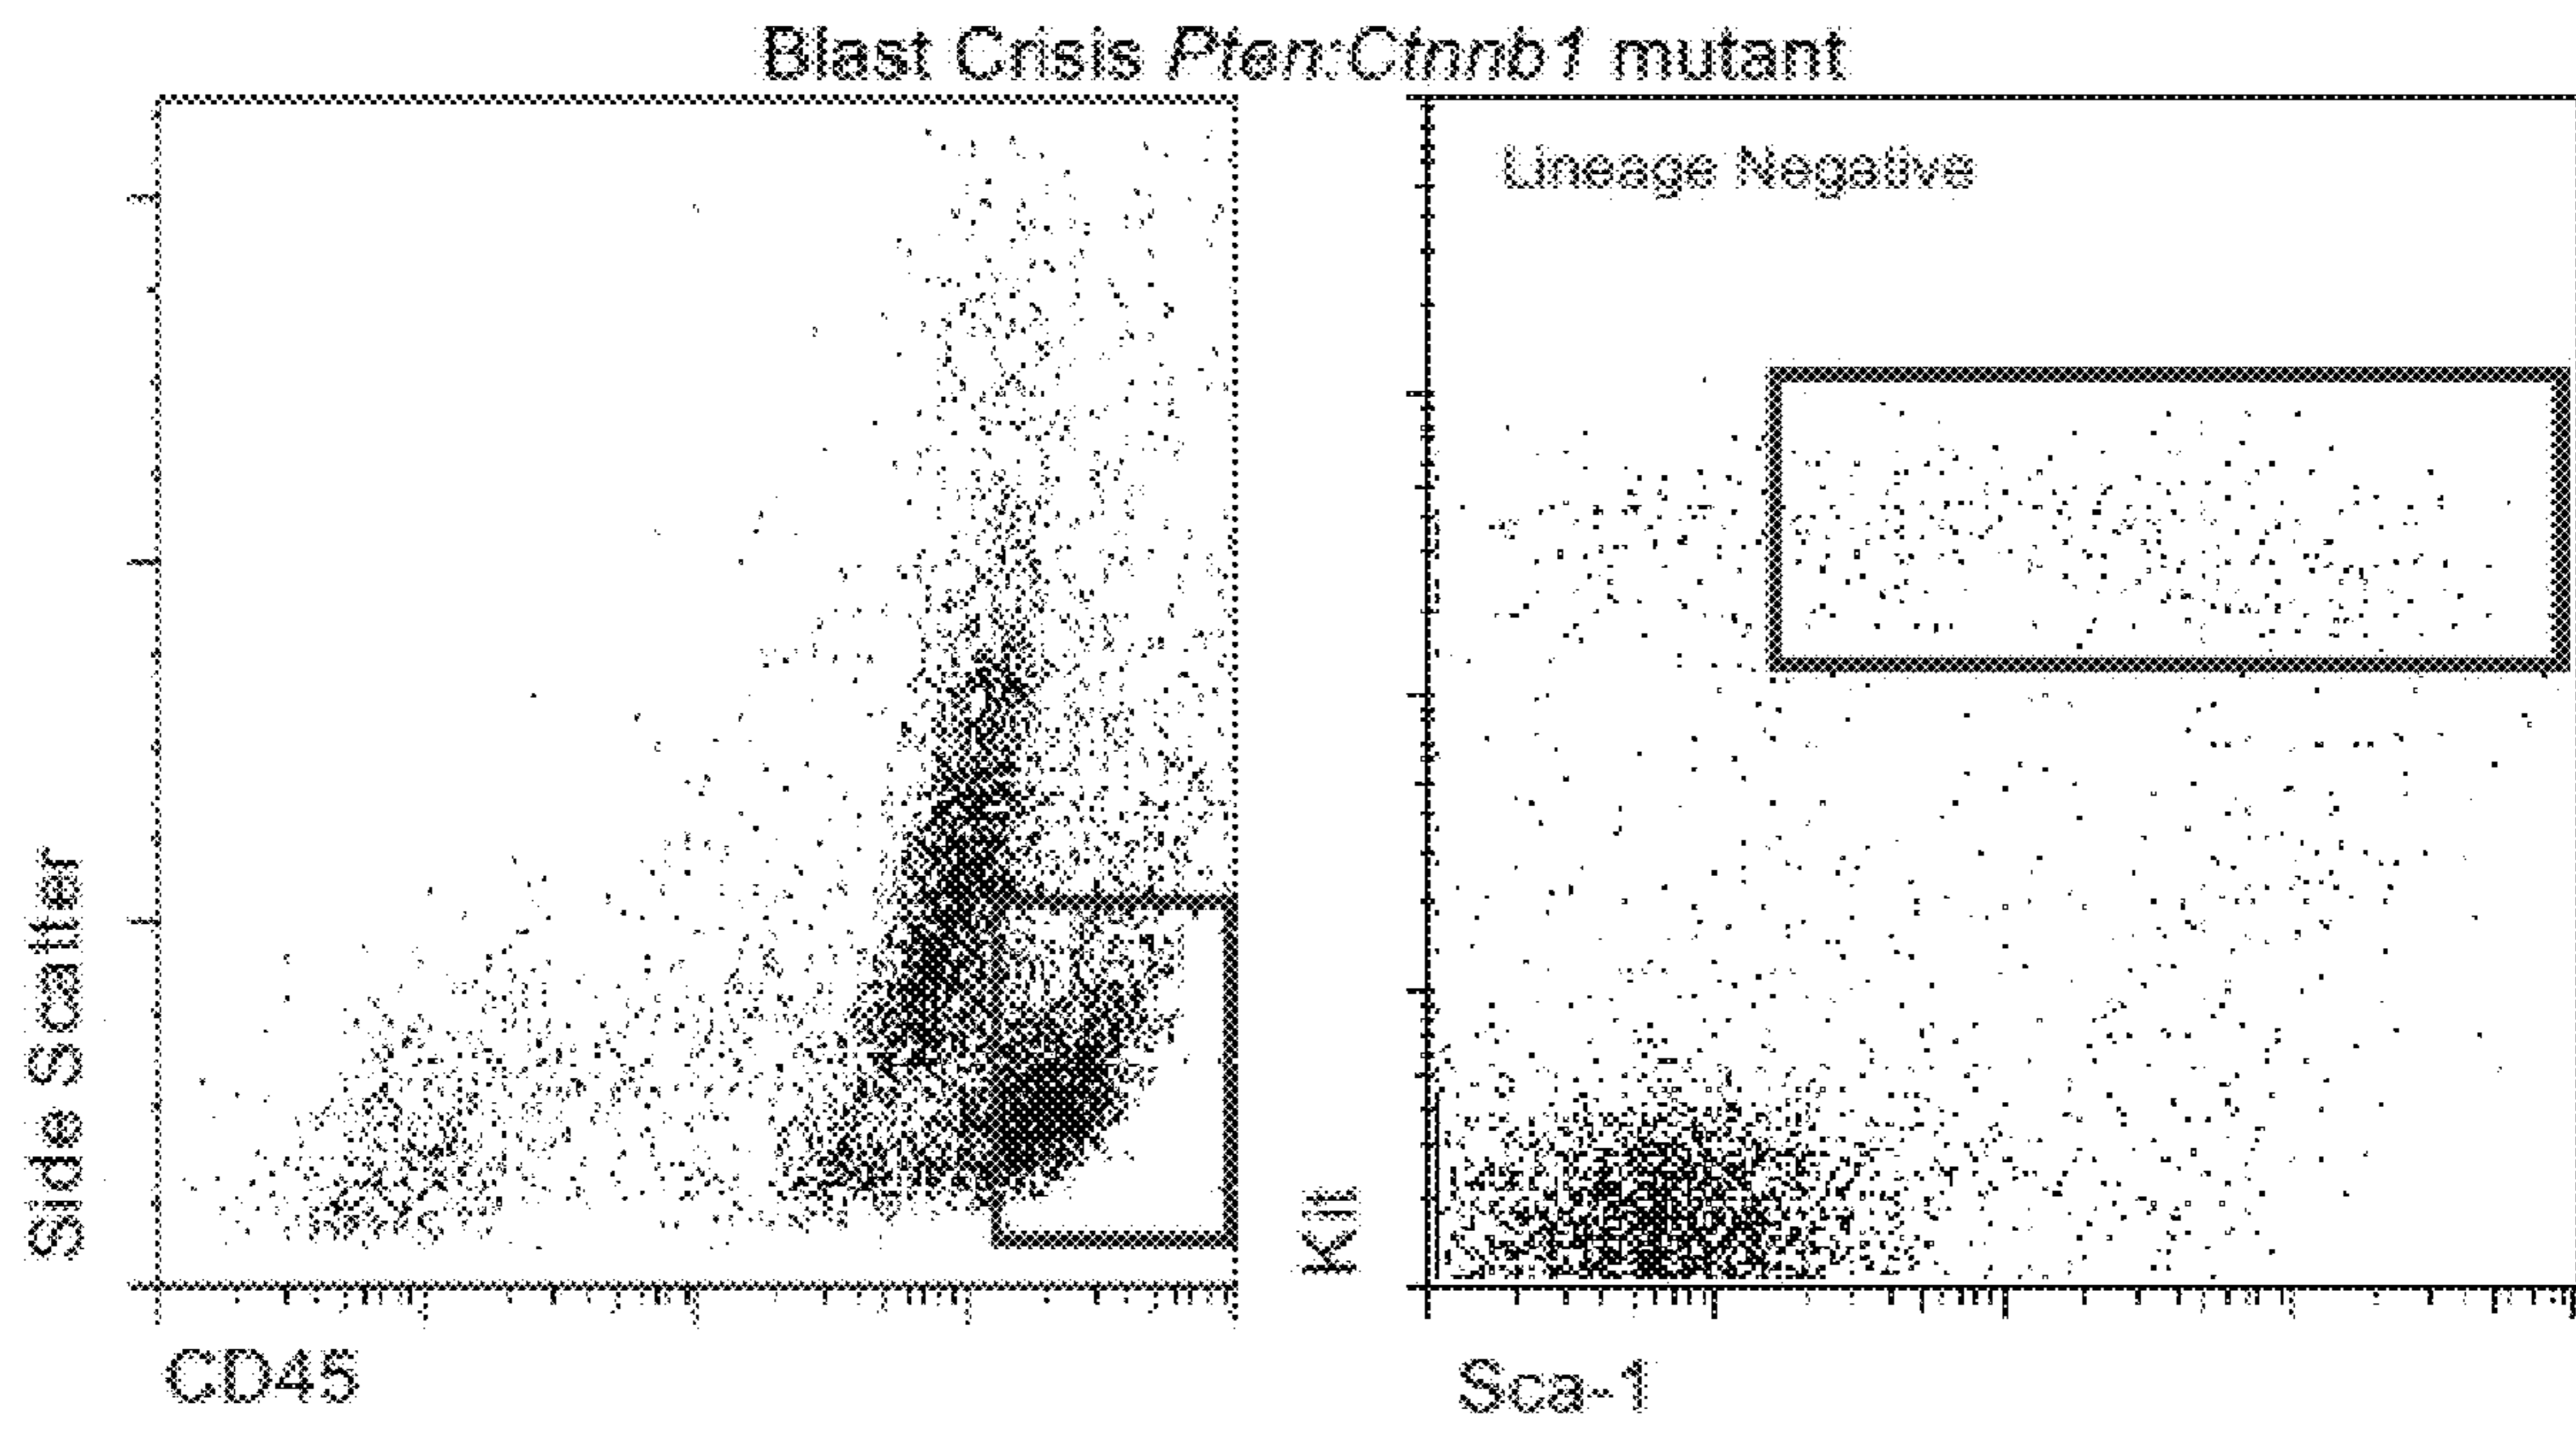 Blast Crisis Pten:Ctnnb1 mutant
Side Scatter
CD45
Lineage Negative
Kit
Sca-1